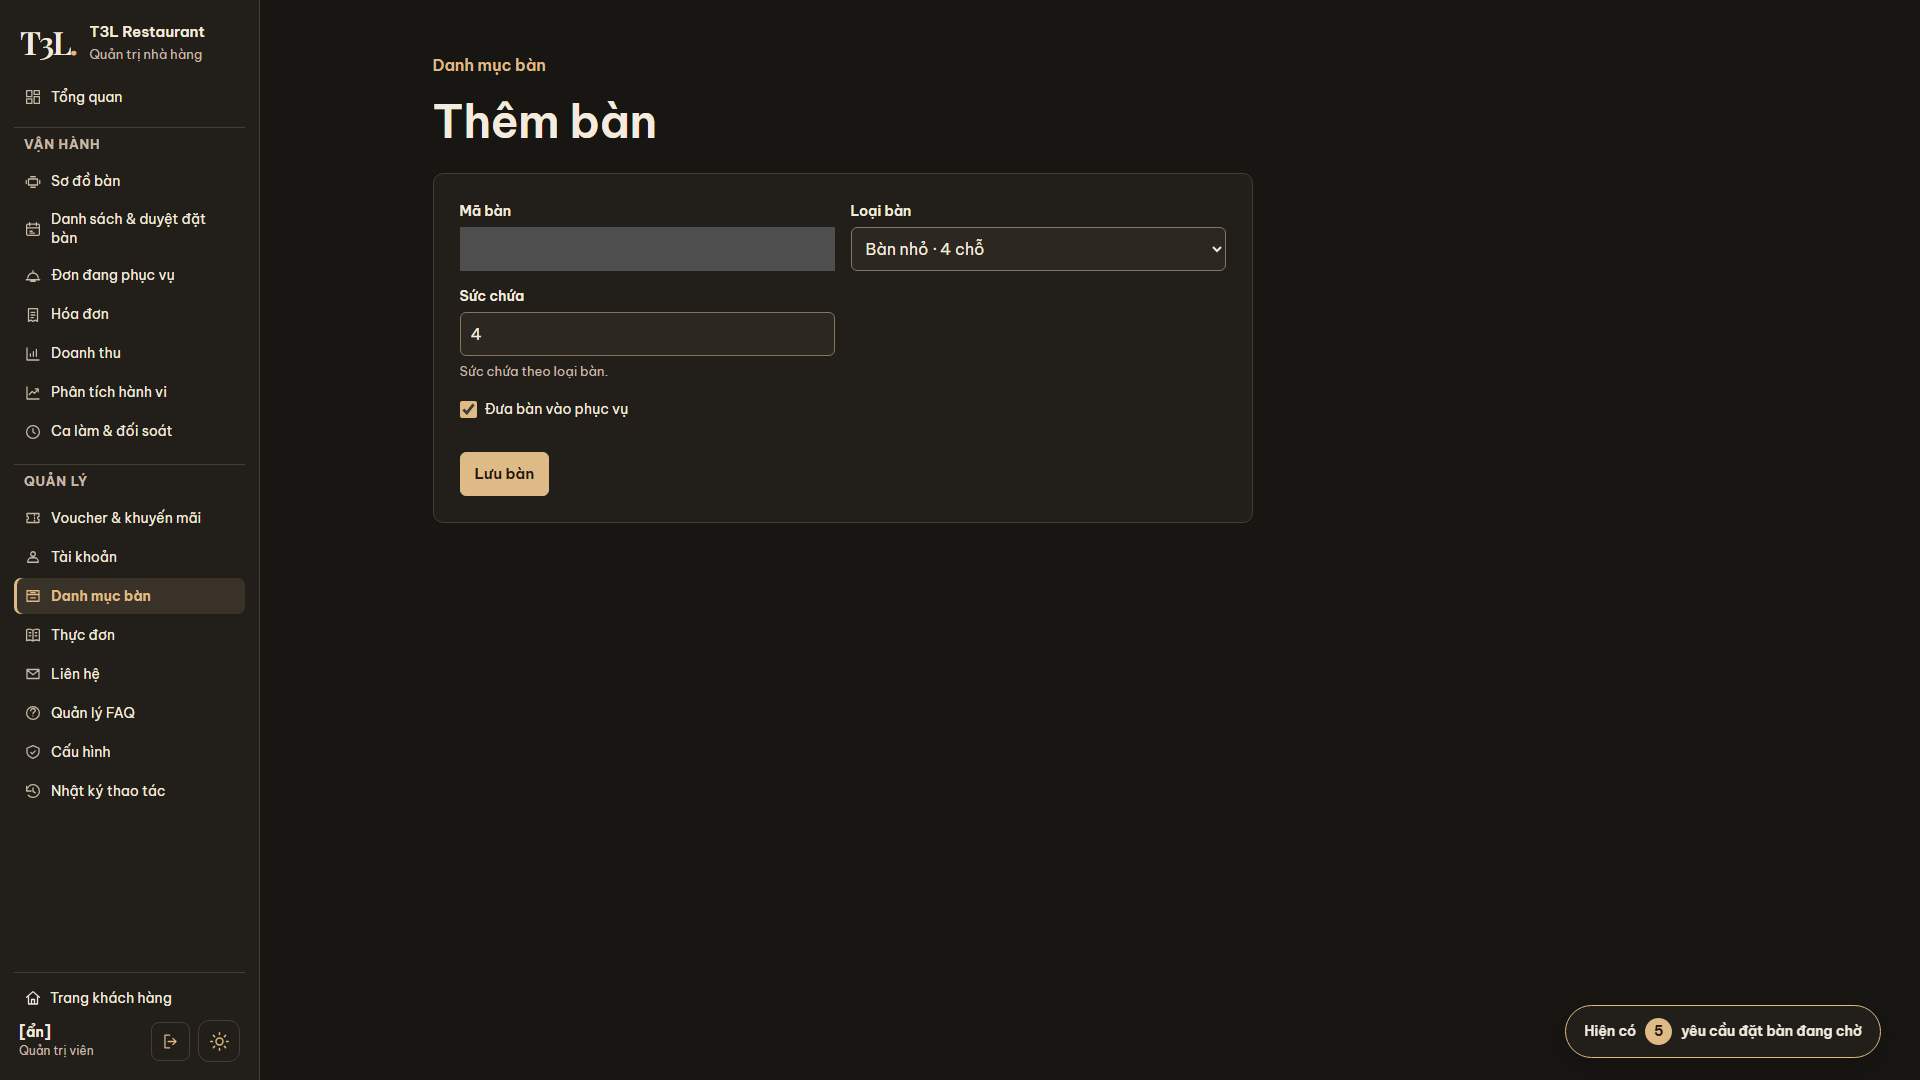 T3L.
T3L Restaurant
Quản trị nhà hàng
Tổng quan
VẬN HÀNH
Sơ đồ bàn
Danh sách & duyệt đặt
bàn
Đơn đang phục vụ
Hóa đơn
Doanh thu
Phân tích hành vi
Ca làm & đối soát
QUẢN LÝ
Voucher & khuyến mãi
Tài khoản
Danh mục bàn
Thực đơn
Liên hệ
Quản lý FAQ
Cấu hình
Nhật ký thao tác
Trang khách hàng
[ẩn]
Quản trị viên
Danh mục bàn
Thêm bàn
Mã bàn
Loại bàn
Bàn nhỏ · 4 chỗ
Sức chứa
4
Sức chứa theo loại bàn.
Đưa bàn vào phục vụ
Lưu bàn
Hiện có 5 yêu cầu đặt bàn đang chờ